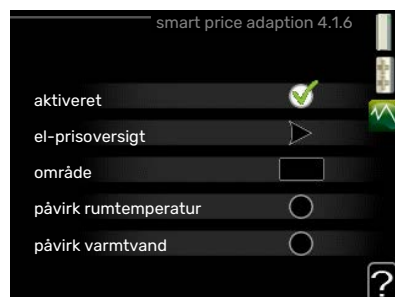 smart price adaption 4.1.6
aktiveret
el-prisoversigt
område
påvirk rumtemperatur
påvirk varmtvand
?